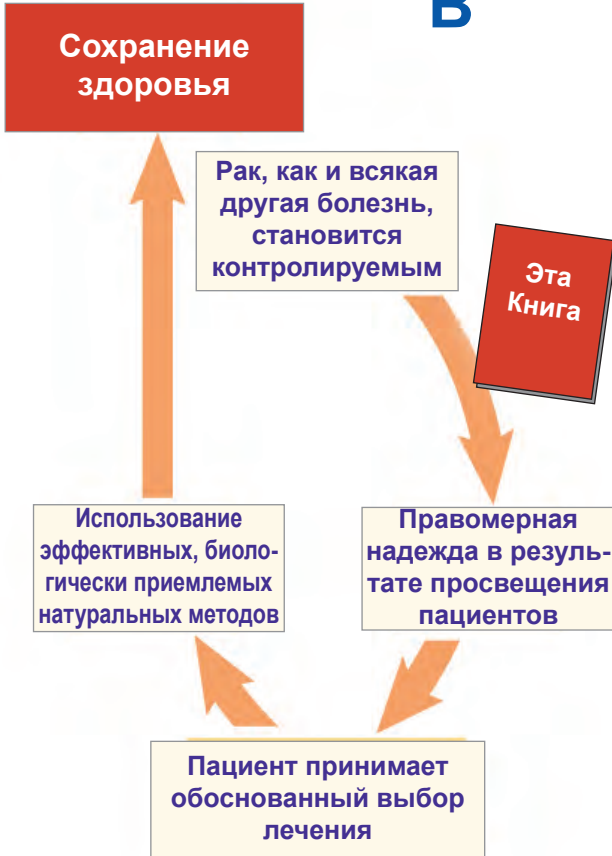 В
Сохранение
здоровья
Рак, как и всякая
другая болезнь,
становится
контролируемым
Эта
Книга
Использование
эффективных, биоло-
гически приемлемых
натуральных методов
Правомерная
надежда в резуль-
тате просвещения
пациентов
Пациент принимает
обоснованный выбор
лечения